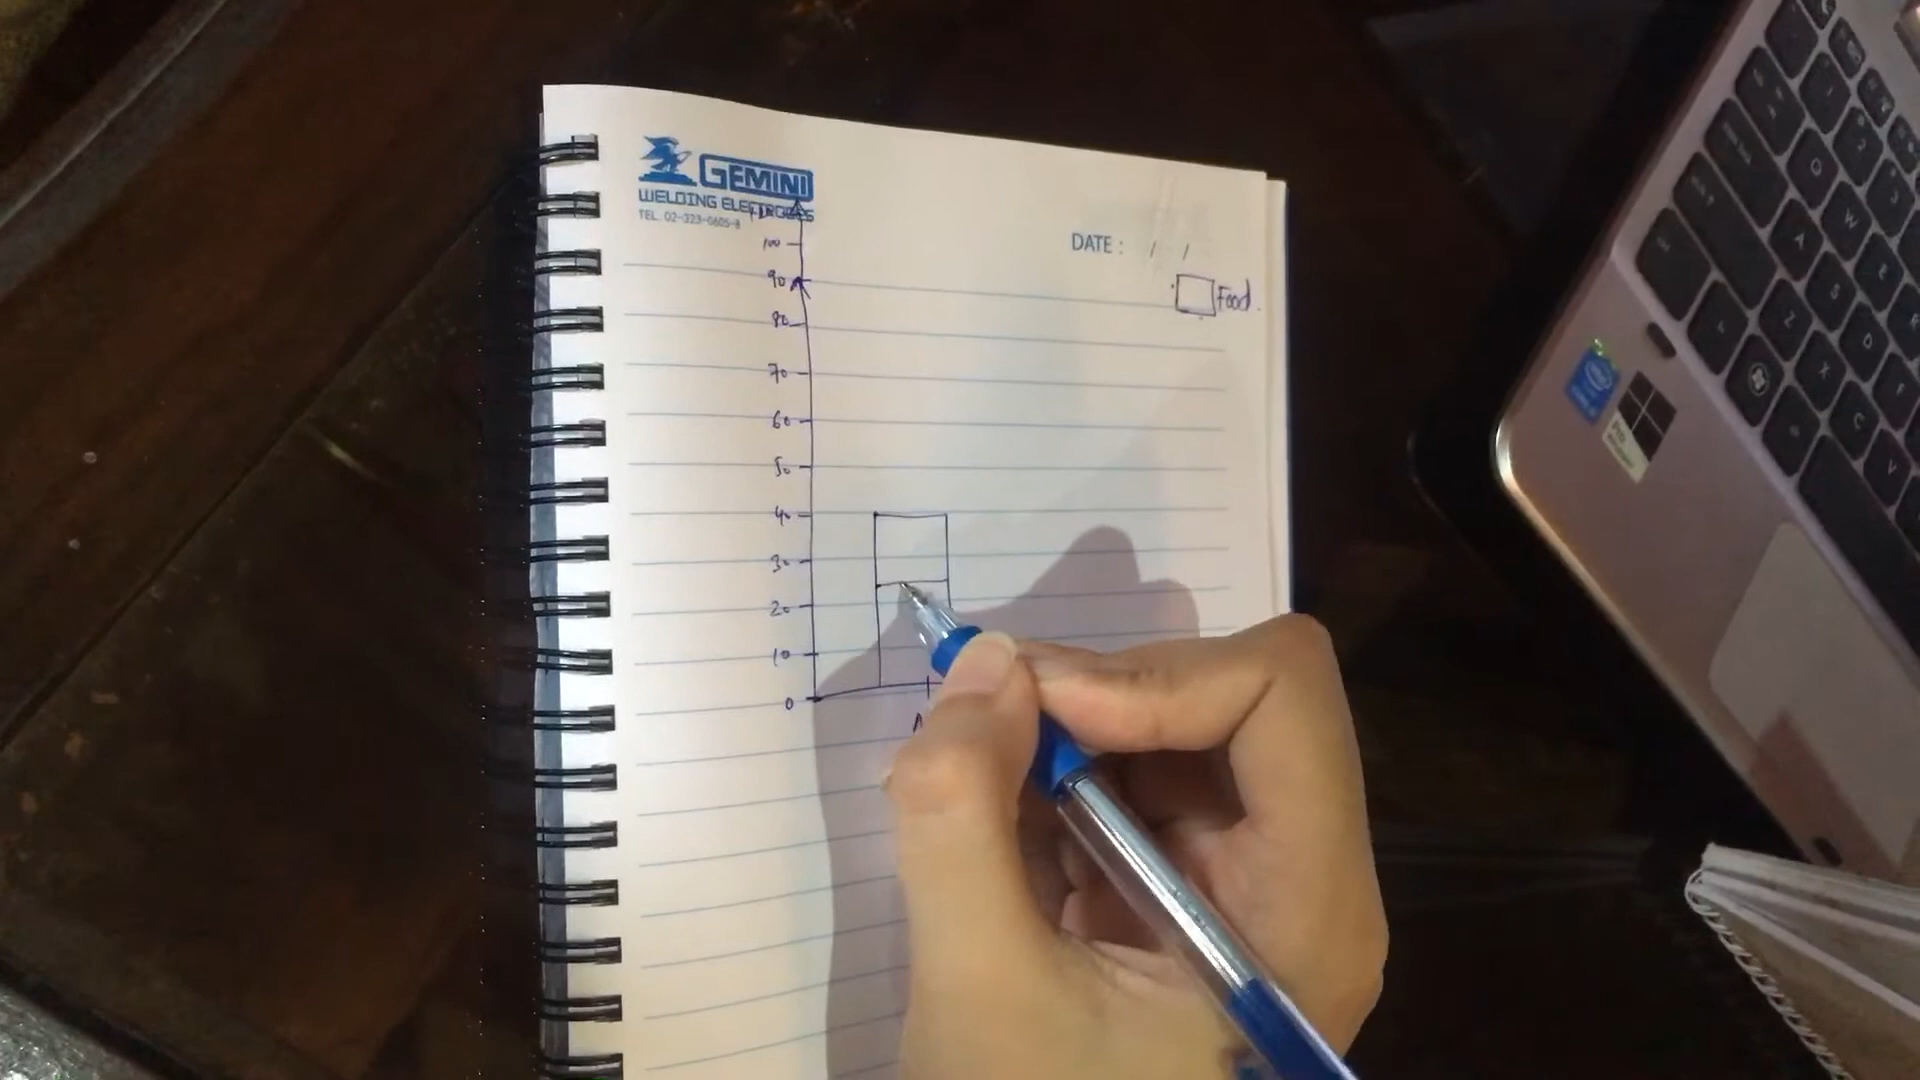 GEMINI
WELDING ELECTRODES
TEL. 02-323-0605-8
DATE : / /
Food.
100
90
80
70
60
50
40
30
20
10
0